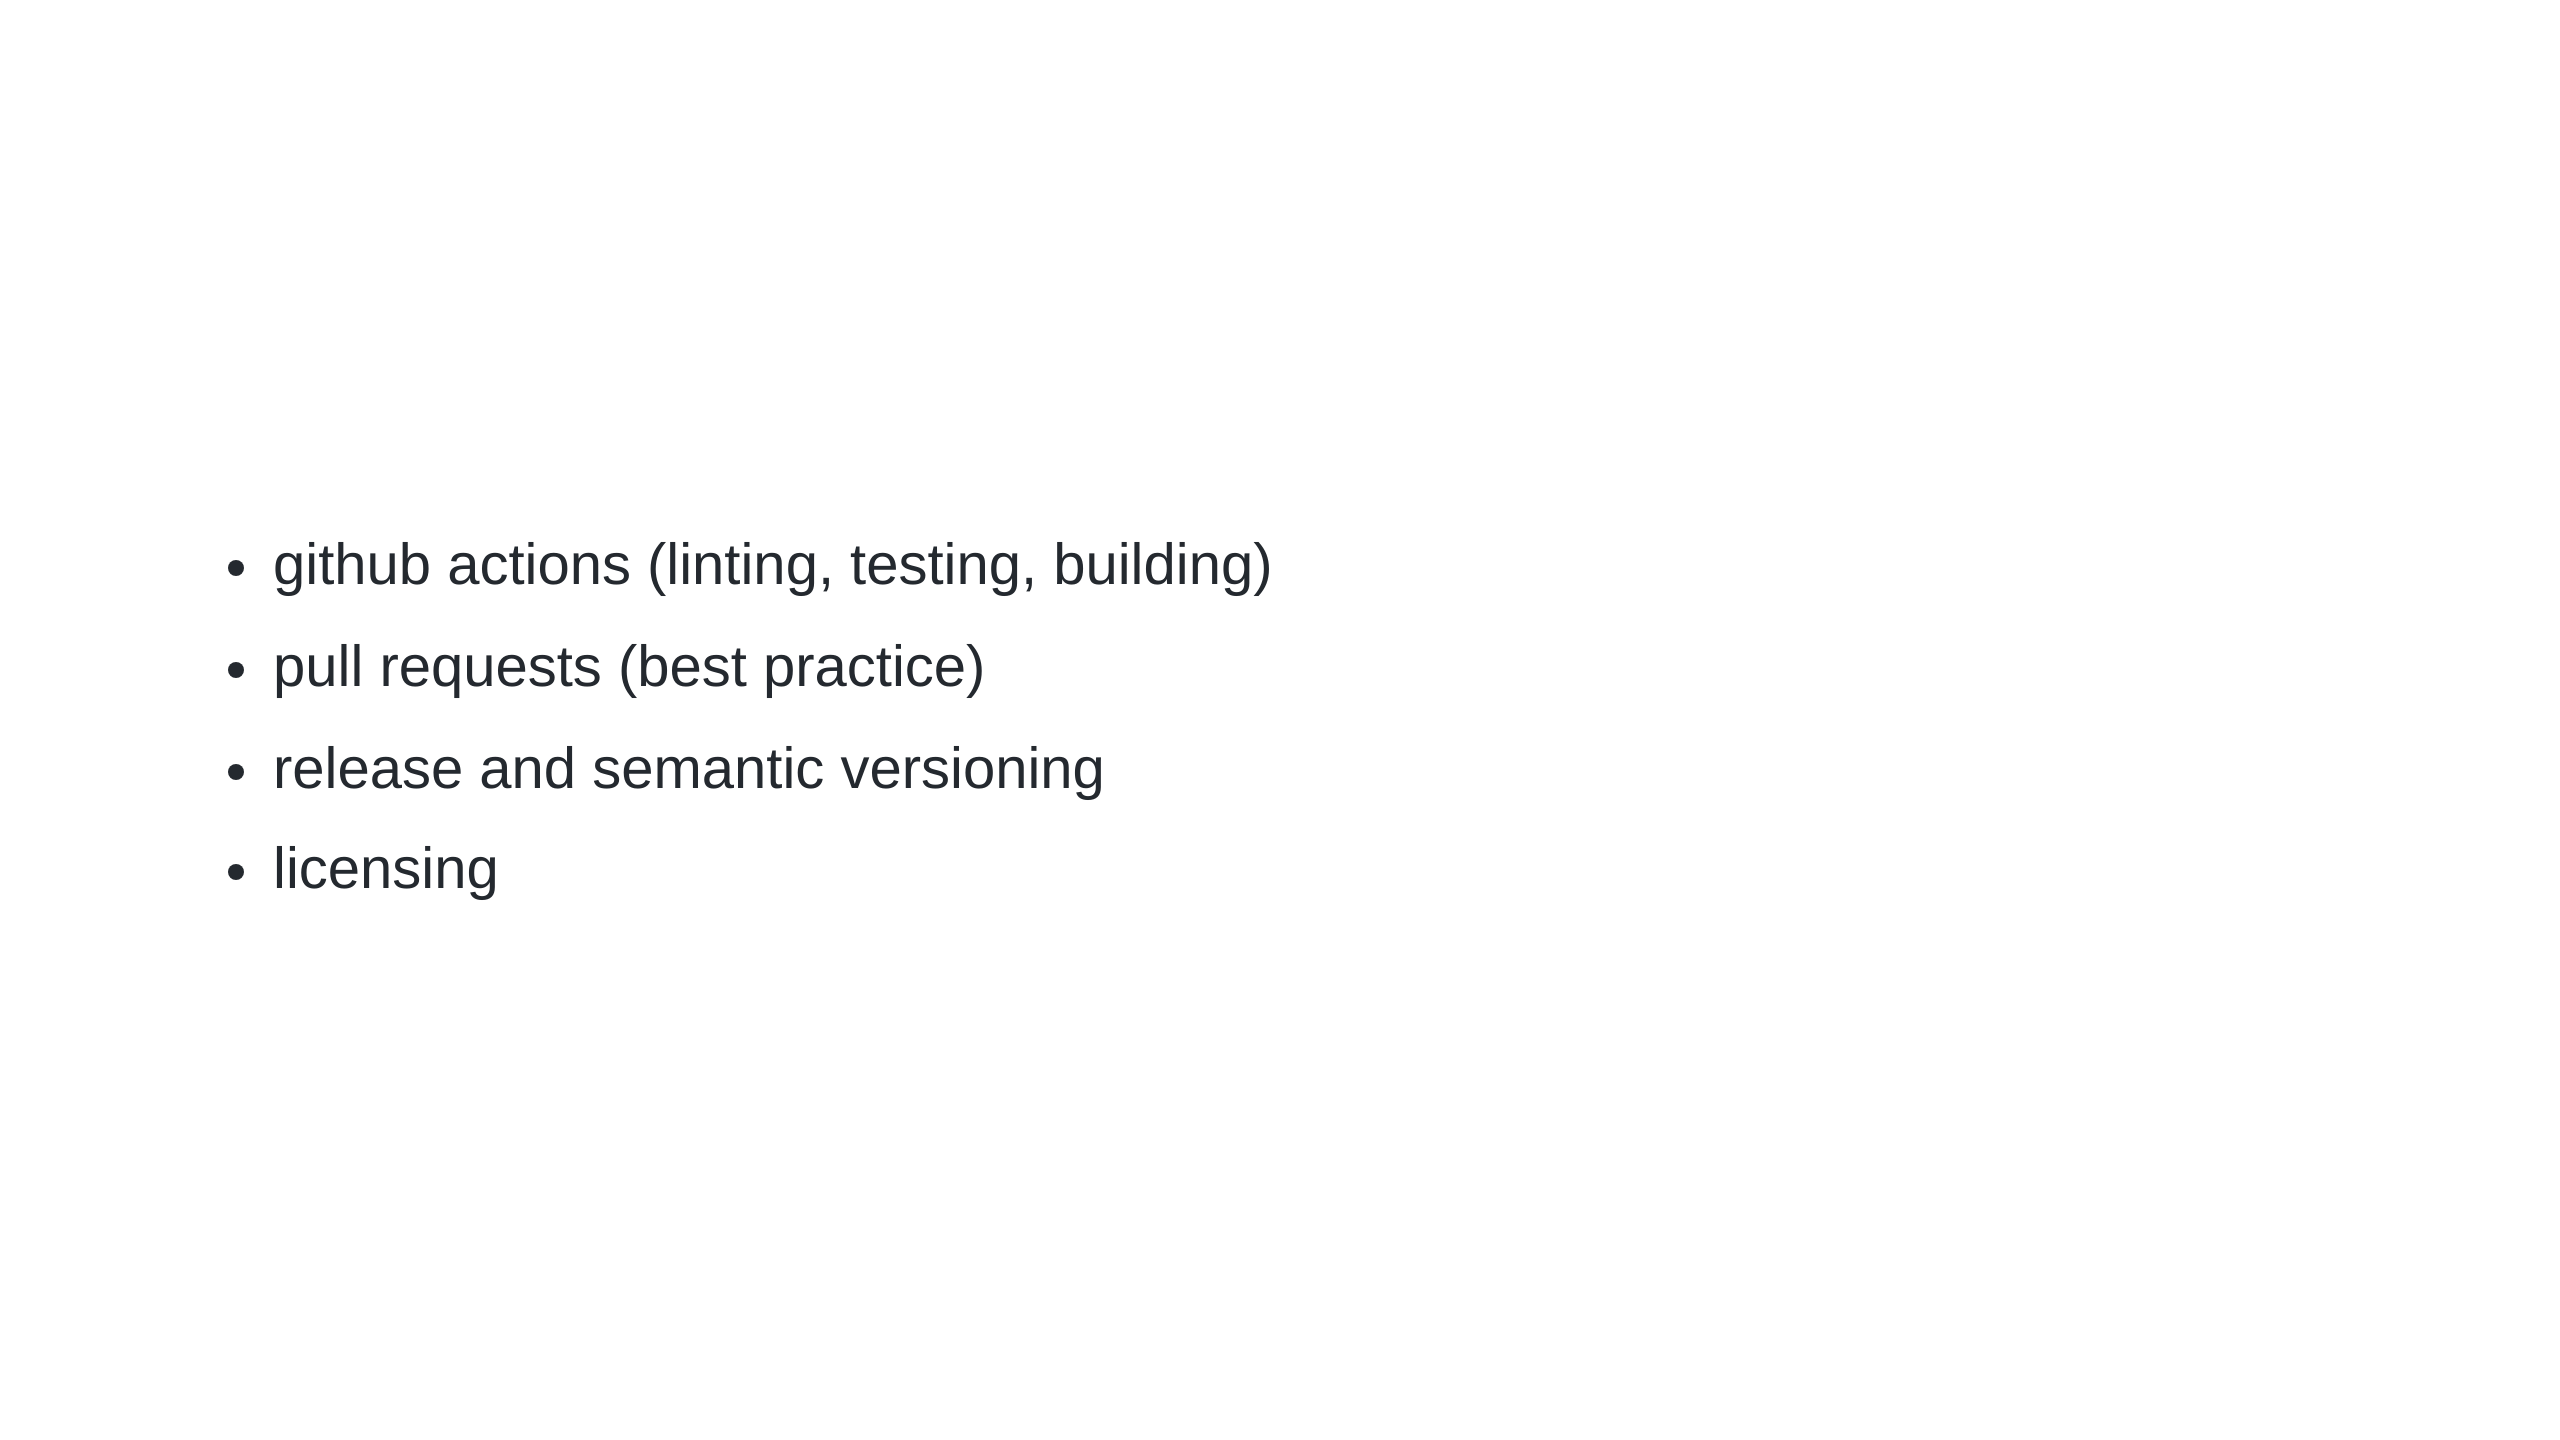 • github actions (linting, testing, building)
• pull requests (best practice)
• release and semantic versioning
• licensing